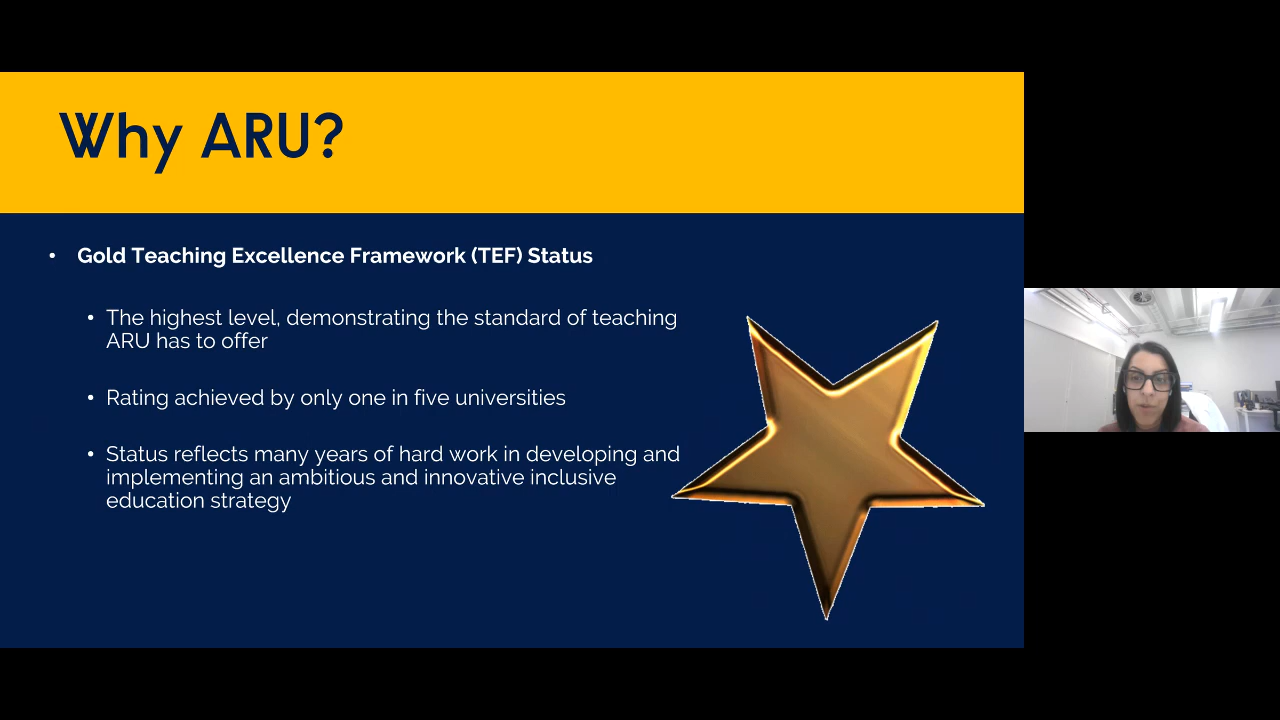 Why ARU?
• Gold Teaching Excellence Framework (TEF) Status
• The highest level, demonstrating the standard of teaching
ARU has to offer
• Rating achieved by only one in five universities
• Status reflects many years of hard work in developing and
implementing an ambitious and innovative inclusive
education strategy